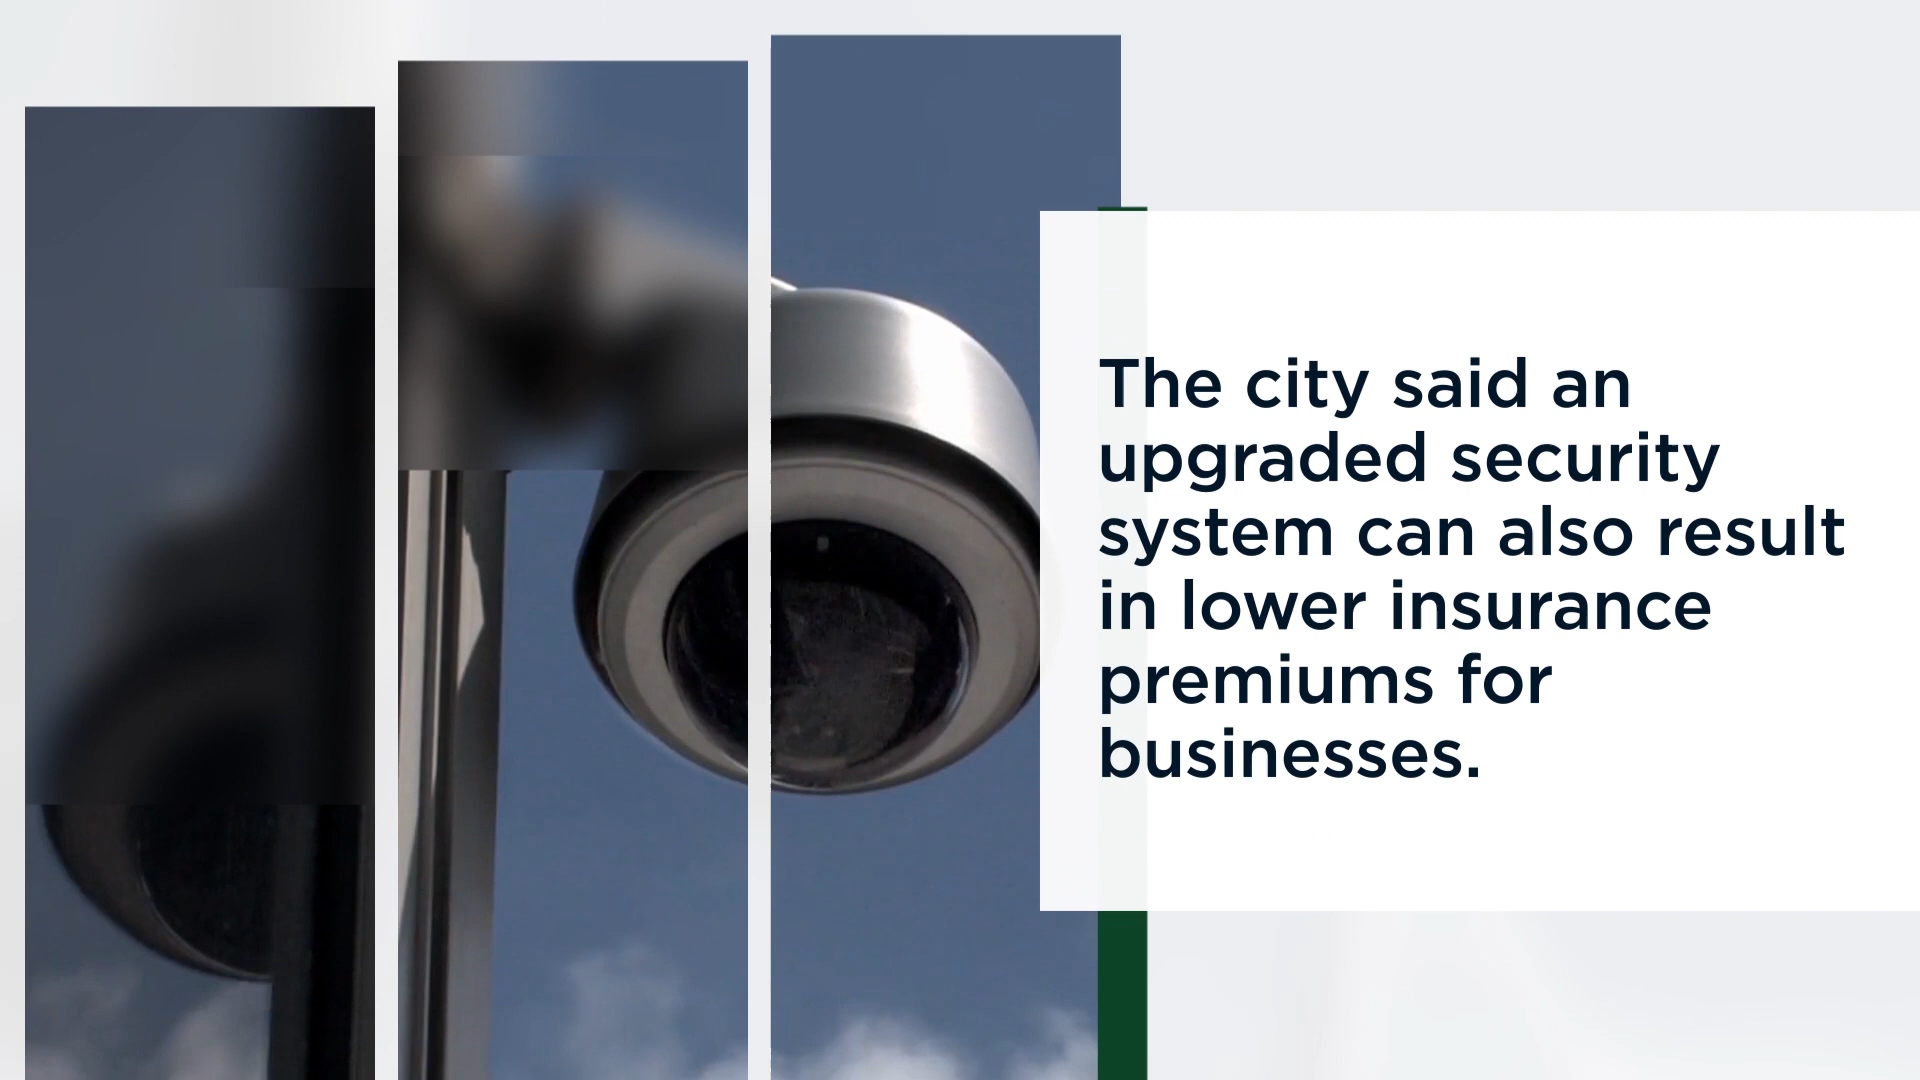 The city said an
upgraded security
system can also result
in lower insurance
premiums for
businesses.